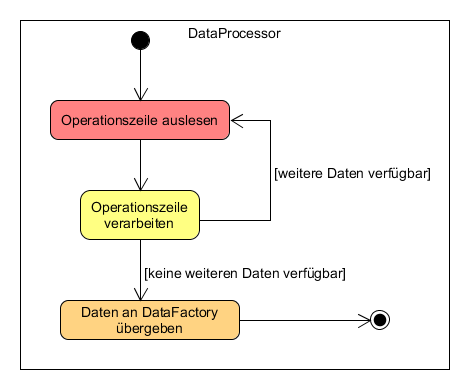 DataProcessor
Operationszeile auslesen
[weitere Daten verfügbar]
Operationszeile
verarbeiten
[keine weiteren Daten verfügbar]
Daten an DataFactory
übergeben